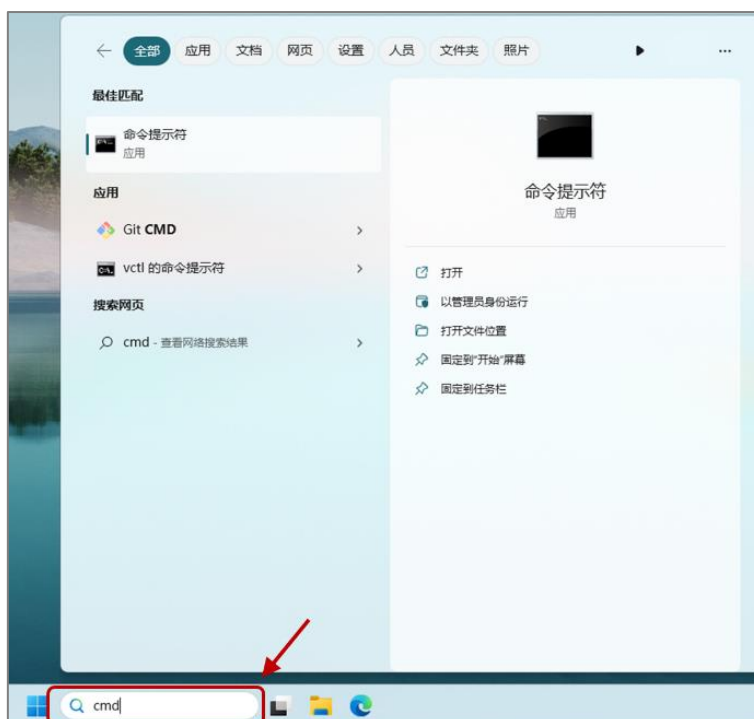 全部 应用 文档 网页 设置 人员 文件夹 照片
最佳匹配
命令提示符
应用
应用
Git CMD
vctl 的命令提示符
搜索网页
cmd - 查看网络搜索结果
命令提示符
应用
打开
以管理员身份运行
打开文件位置
固定到"开始"屏幕
固定到任务栏
cmd